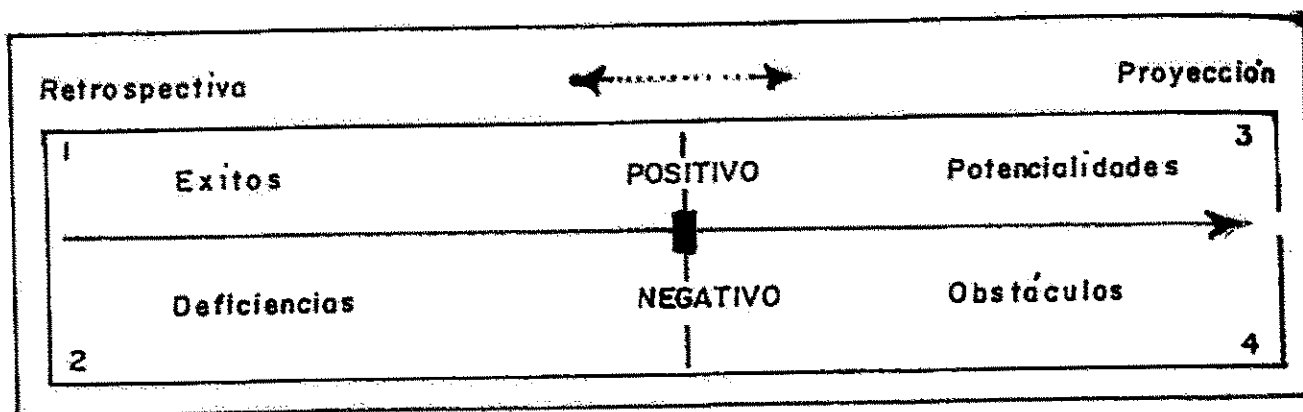 Retrospectiva Proyección
1 3
Exitos POSITIVO Potencialidades
Deficiencias NEGATIVO Obstáculos
2 4